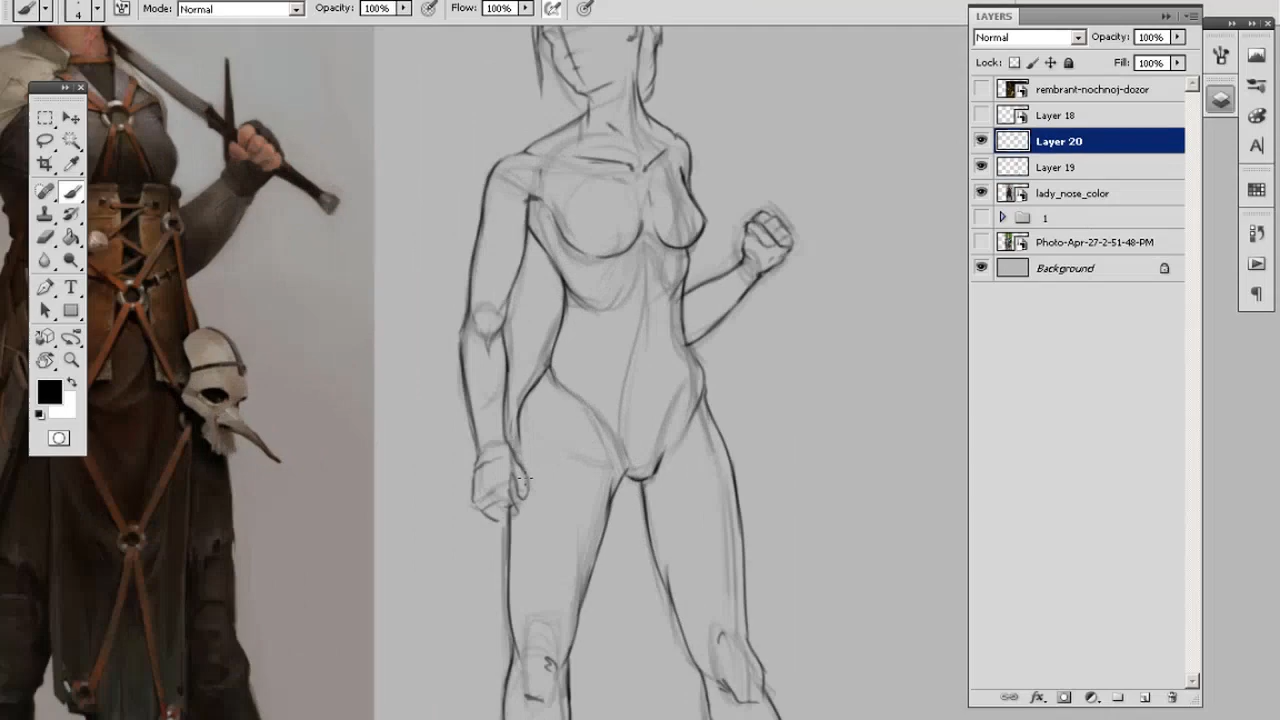 4
Mode: Normal
Opacity: 100%
Flow: 100%
LAYERS
Normal
Opacity: 100%
Lock:
Fill: 100%
rembrant-nochnoj-dozor
Layer 18
Layer 20
Layer 19
lady_nose_color
1
Photo-Apr-27-2-51-48-PM
Background